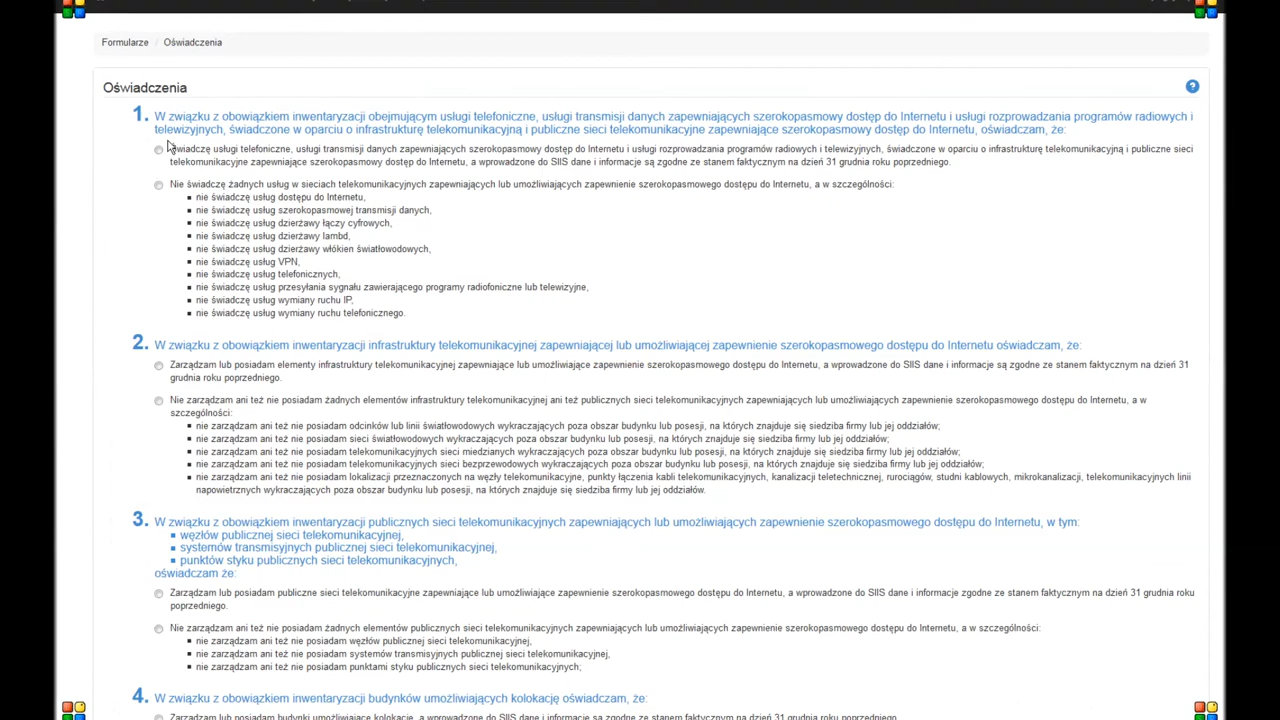 Formularze / Oświadczenia
Oświadczenia
1. W związku z obowiązkiem inwentaryzacji obejmującym usługi telefoniczne, usługi transmisji danych zapewniających szerokopasmowy dostęp do Internetu i usługi rozprowadzania programów radiowych i
telewizyjnych, świadczone w oparciu o infrastrukturę telekomunikacyjną i publiczne sieci telekomunikacyjne zapewniające szerokopasmowy dostęp do Internetu, oświadczam, że:
Świadczę usługi telefoniczne, usługi transmisji danych zapewniających szerokopasmowy dostęp do Internetu i usługi rozprowadzania programów radiowych i telewizyjnych, świadczone w oparciu o infrastrukturę telekomunikacyjną i publiczne sieci
telekomunikacyjne zapewniające szerokopasmowy dostęp do Internetu, a wprowadzone do SIIS dane i informacje są zgodne ze stanem faktycznym na dzień 31 grudnia roku poprzedniego.
Nie świadczę żadnych usług w sieciach telekomunikacyjnych zapewniających lub umożliwiających zapewnienie szerokopasmowego dostępu do Internetu, a w szczególności:
nie świadczę usług dostępu do Internetu,
nie świadczę usług szerokopasmowej transmisji danych,
nie świadczę usług dzierżawy łączy cyfrowych,
nie świadczę usług dzierżawy lambd,
nie świadczę usług dzierżawy włókien światłowodowych,
nie świadczę usług VPN,
nie świadczę usług telefonicznych,
nie świadczę usług przesyłania sygnału zawierającego programy radiofoniczne lub telewizyjne,
nie świadczę usług wymiany ruchu IP,
nie świadczę usług wymiany ruchu telefonicznego.
2. W związku z obowiązkiem inwentaryzacji infrastruktury telekomunikacyjnej zapewniającej lub umożliwiającej zapewnienie szerokopasmowego dostępu do Internetu oświadczam, że:
Zarządzam lub posiadam elementy infrastruktury telekomunikacyjnej zapewniające lub umożliwiające zapewnienie szerokopasmowego dostępu do Internetu, a wprowadzone do SIIS dane i informacje są zgodne ze stanem faktycznym na dzień 31
grudnia roku poprzedniego.
Nie zarządzam ani też nie posiadam żadnych elementów infrastruktury telekomunikacyjnej ani też publicznych sieci telekomunikacyjnych zapewniających lub umożliwiających zapewnienie szerokopasmowego dostępu do Internetu, a w
szczególności:
nie zarządzam ani też nie posiadam odcinków lub linii światłowodowych wykraczających poza obszar budynku lub posesji, na których znajduje się siedziba firmy lub jej oddziałów;
nie zarządzam ani też nie posiadam sieci światłowodowych wykraczających poza obszar budynku lub posesji, na których znajduje się siedziba firmy lub jej oddziałów;
nie zarządzam ani też nie posiadam telekomunikacyjnych sieci miedzianych wykraczających poza obszar budynku lub posesji, na których znajduje się siedziba firmy lub jej oddziałów;
nie zarządzam ani też nie posiadam telekomunikacyjnych sieci bezprzewodowych wykraczających poza obszar budynku lub posesji, na których znajduje się siedziba firmy lub jej oddziałów;
nie zarządzam ani też nie posiadam lokalizacji przeznaczonych na węzły telekomunikacyjne, punkty łączenia kabli telekomunikacyjnych, kanalizacji teletechnicznej, rurociągów, studni kablowych, mikrokanalizacji, telekomunikacyjnych linii
napowietrznych wykraczających poza obszar budynku lub posesji, na których znajduje się siedziba firmy lub jej oddziałów.
3. W związku z obowiązkiem inwentaryzacji publicznych sieci telekomunikacyjnych zapewniających lub umożliwiających zapewnienie szerokopasmowego dostępu do Internetu, w tym:
węzłów publicznej sieci telekomunikacyjnej,
systemów transmisyjnych publicznej sieci telekomunikacyjnej,
punktów styku publicznych sieci telekomunikacyjnych,
oświadczam że:
Zarządzam lub posiadam publiczne sieci telekomunikacyjne zapewniające lub umożliwiające zapewnienie szerokopasmowego dostępu do Internetu, a wprowadzone do SIIS dane i informacje zgodne ze stanem faktycznym na dzień 31 grudnia roku
poprzedniego.
Nie zarządzam ani też nie posiadam żadnych elementów publicznych sieci telekomunikacyjnych zapewniających lub umożliwiających zapewnienie szerokopasmowego dostępu do Internetu, a w szczególności:
nie zarządzam ani też nie posiadam węzłów publicznej sieci telekomunikacyjnej,
nie zarządzam ani też nie posiadam systemów transmisyjnych publicznej sieci telekomunikacyjnej,
nie zarządzam ani też nie posiadam punktami styku publicznych sieci telekomunikacyjnych;
4. W związku z obowiązkiem inwentaryzacji budynków umożliwiających kolokację oświadczam, że:
Zarządzam lub posiadam budynki umożliwiające kolokację, a wprowadzone do SIIS dane i informacje są zgodne ze stanem faktycznym na dzień 31 grudnia roku poprzedniego.